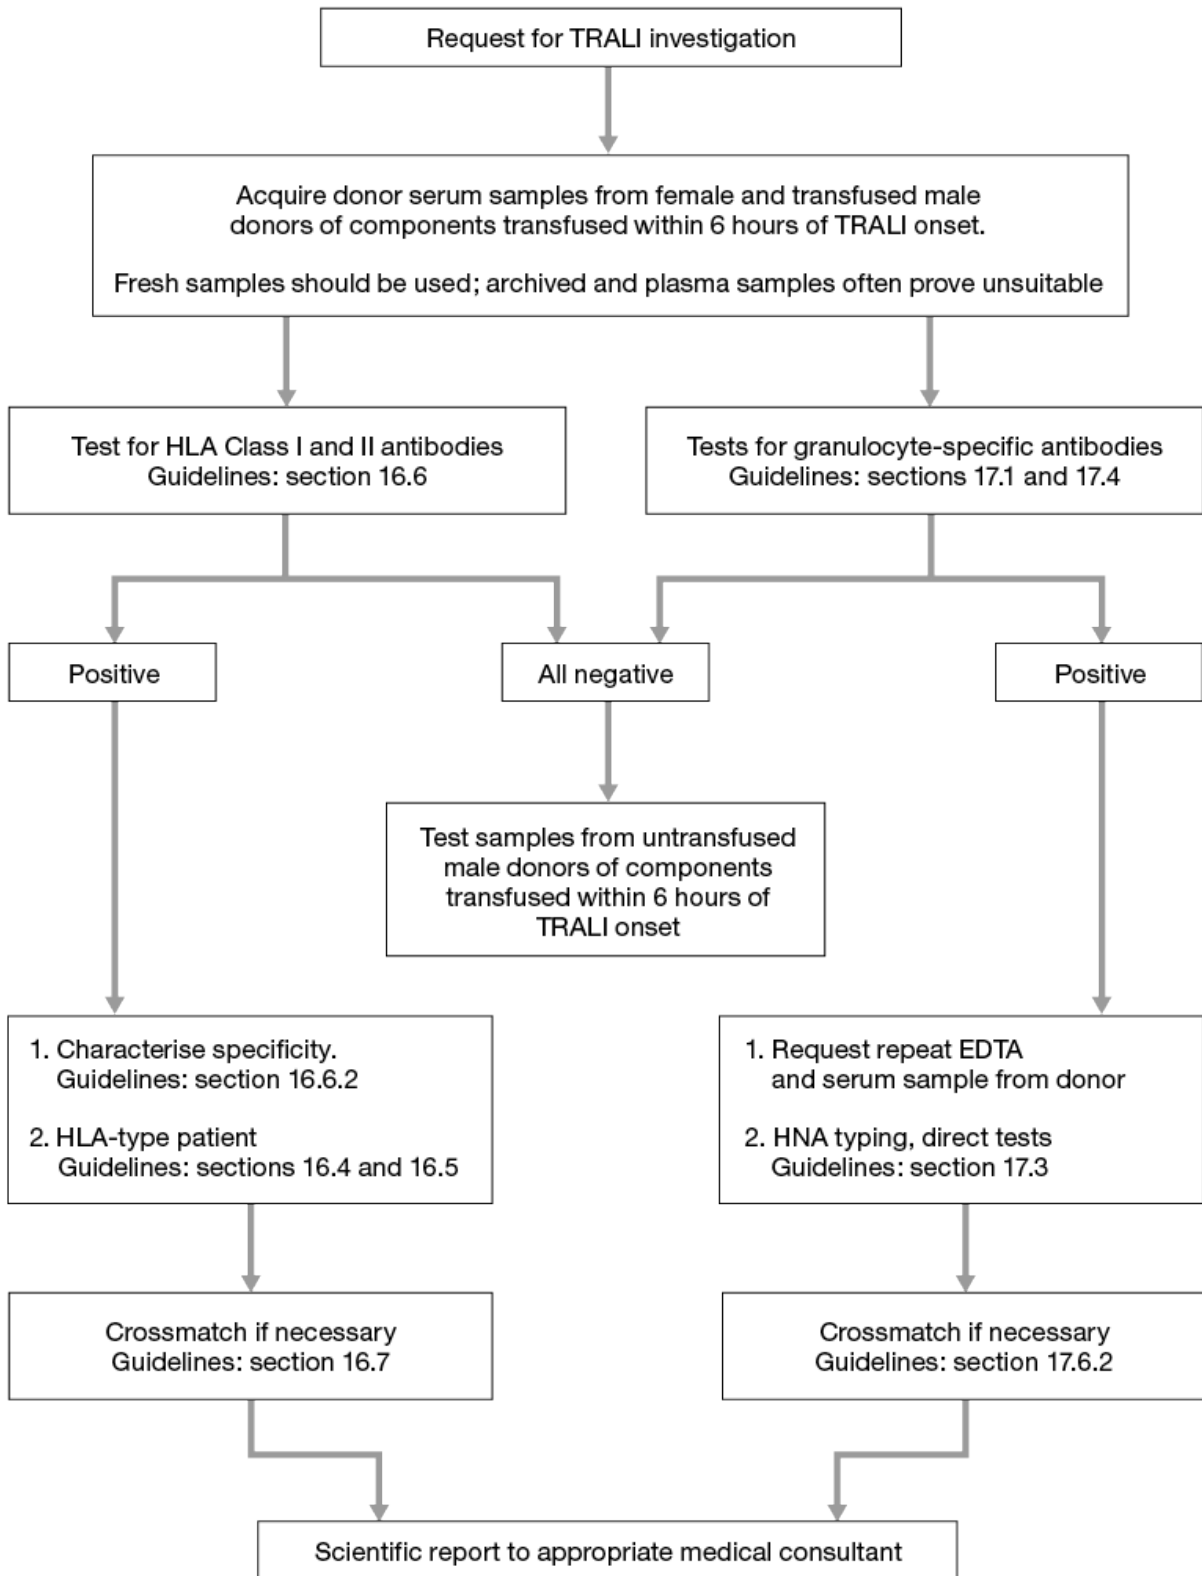 Request for TRALI investigation
Acquire donor serum samples from female and transfused male
donors of components transfused within 6 hours of TRALI onset.
Fresh samples should be used; archived and plasma samples often prove unsuitable
Test for HLA Class I and II antibodies
Guidelines: section 16.6
Tests for granulocyte-specific antibodies
Guidelines: sections 17.1 and 17.4
Positive
All negative
Positive
Test samples from untransfused
male donors of components
transfused within 6 hours of
TRALI onset
1. Characterise specificity.
Guidelines: section 16.6.2
2. HLA-type patient
Guidelines: sections 16.4 and 16.5
1. Request repeat EDTA
and serum sample from donor
2. HNA typing, direct tests
Guidelines: section 17.3
Crossmatch if necessary
Guidelines: section 16.7
Crossmatch if necessary
Guidelines: section 17.6.2
Scientific report to appropriate medical consultant